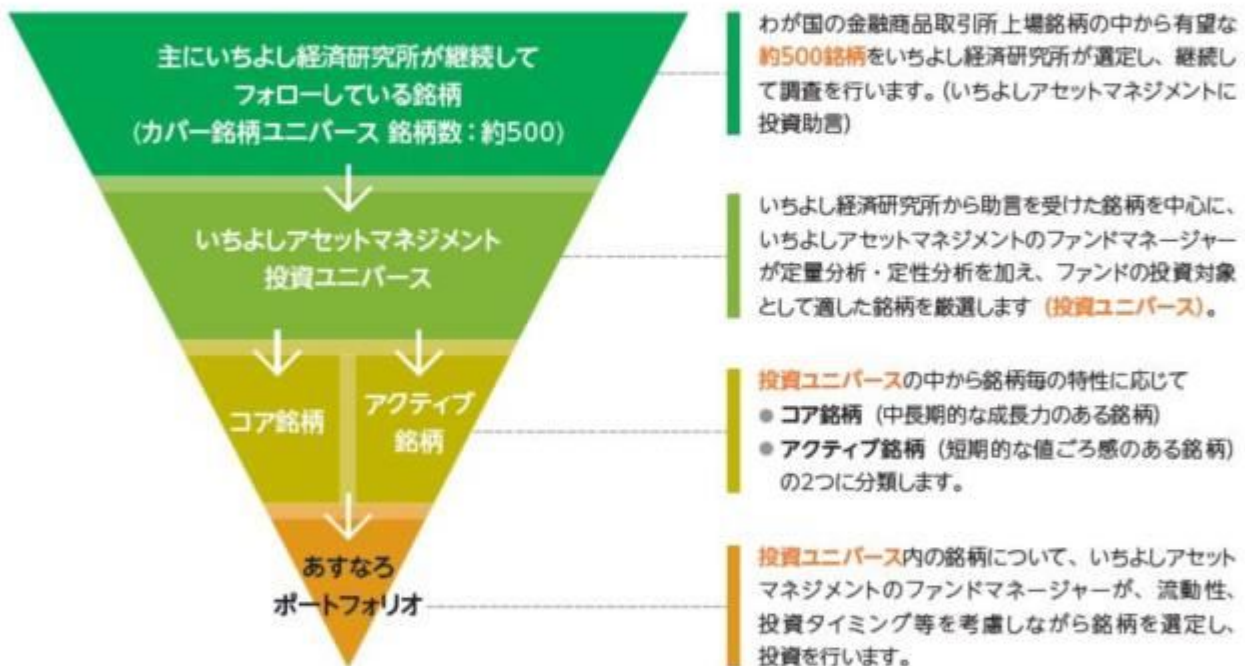 主にいちよし経済研究所が継続して
フォローしている銘柄
(カバー銘柄ユニバース 銘柄数：約500)
わが国の金融商品取引所上場銘柄の中から有望な
約500銘柄をいちよし経済研究所が選定し、継続し
て調査を行います。(いちよしアセットマネジメントに
投資助言)
いちよしアセットマネジメント
投資ユニバース
いちよし経済研究所から助言を受けた銘柄を中心に、
いちよしアセットマネジメントのファンドマネージャー
が定量分析・定性分析を加え、ファンドの投資対象
として適した銘柄を厳選します (投資ユニバース)。
コア銘柄
アクティブ
銘柄
投資ユニバースの中から銘柄毎の特性に応じて
● コア銘柄 (中長期的な成長力のある銘柄)
● アクティブ銘柄 (短期的な値ごろ感のある銘柄)
の2つに分類します。
あすなろ
ポートフォリオ
投資ユニバース内の銘柄について、いちよしアセット
マネジメントのファンドマネージャーが、流動性、
投資タイミング等を考慮しながら銘柄を選定し、
投資を行います。